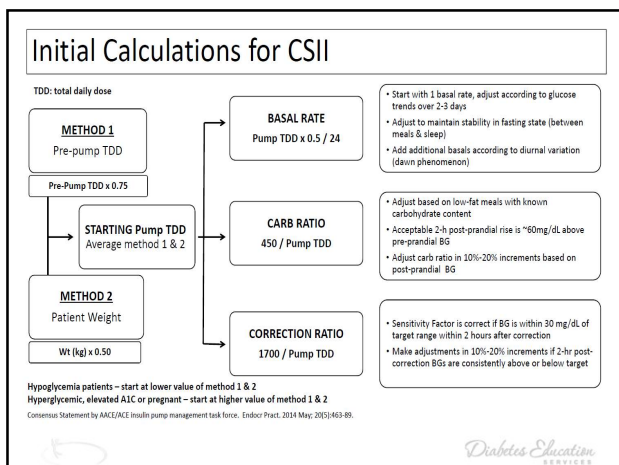 Initial Calculations for CSII
TDD: total daily dose
METHOD 1
Pre-pump TDD
Pre-Pump TDD x 0.75
STARTING Pump TDD
Average method 1 & 2
METHOD 2
Patient Weight
Wt (kg) x 0.50
BASAL RATE
Pump TDD x 0.5 / 24
• Start with 1 basal rate, adjust according to glucose
trends over 2-3 days
• Adjust to maintain stability in fasting state (between
meals & sleep)
• Add additional basals according to diurnal variation
(dawn phenomenon)
CARB RATIO
450 / Pump TDD
• Adjust based on low-fat meals with known
carbohydrate content
• Acceptable 2-h post-prandial rise is ~60mg/dL above
pre-prandial BG
• Adjust carb ratio in 10%-20% increments based on
post-prandial BG
CORRECTION RATIO
1700 / Pump TDD
• Sensitivity Factor is correct if BG is within 30 mg/dL of
target range within 2 hours after correction
• Make adjustments in 10%-20% increments if 2-hr post-
correction BGs are consistently above or below target
Hypoglycemia patients – start at lower value of method 1 & 2
Hyperglycemic, elevated A1C or pregnant – start at higher value of method 1 & 2
Consensus Statement by AACE/ACE insulin pump management task force. Endocr Pract. 2014 May; 20(5):463-89.
Diabetes Education
SERVICES